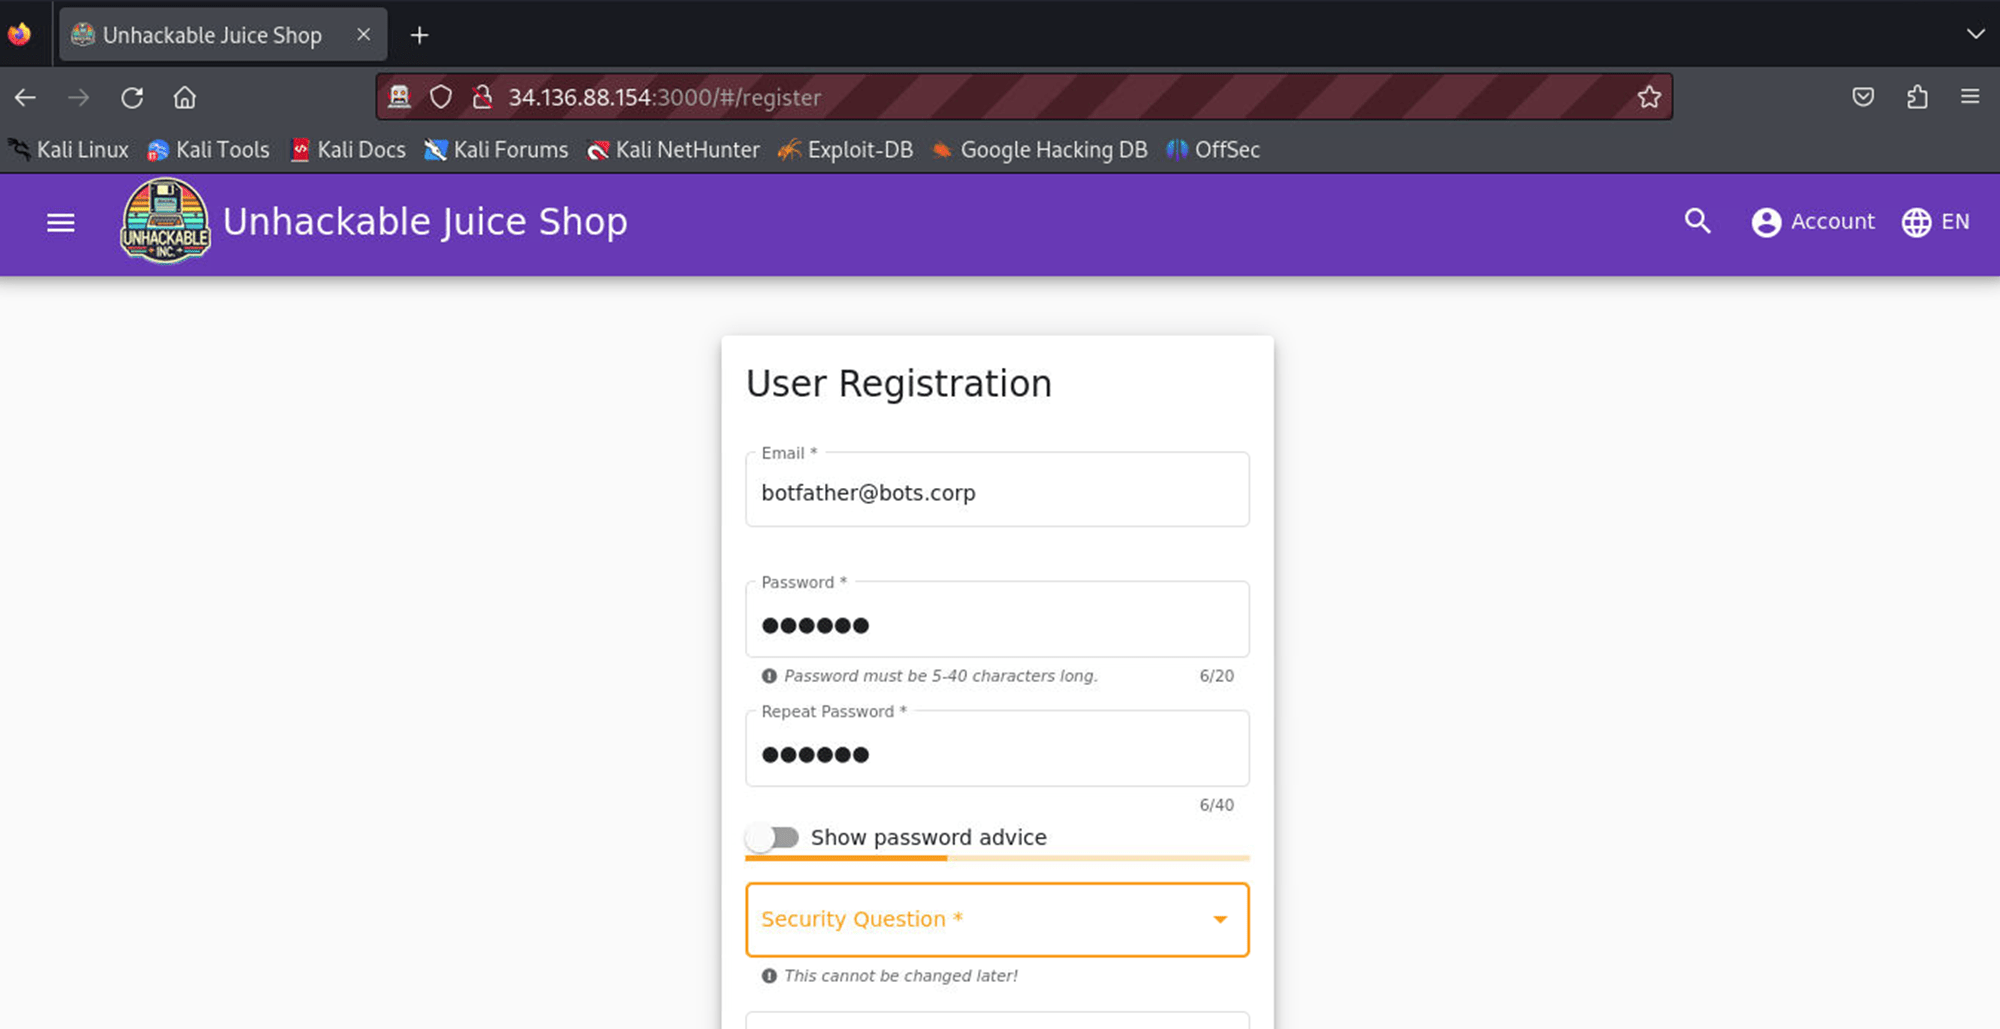 Unhackable Juice Shop
34.136.88.154:3000/#/register
Kali Linux Kali Tools Kali Docs Kali Forums Kali NetHunter Exploit-DB Google Hacking DB OffSec
UNHACKABLE
INC.
Unhackable Juice Shop
Account
EN
User Registration
Email *
botfather@bots.corp
Password *
Password must be 5-40 characters long.
6/20
Repeat Password *
6/40
Show password advice
Security Question *
This cannot be changed later!